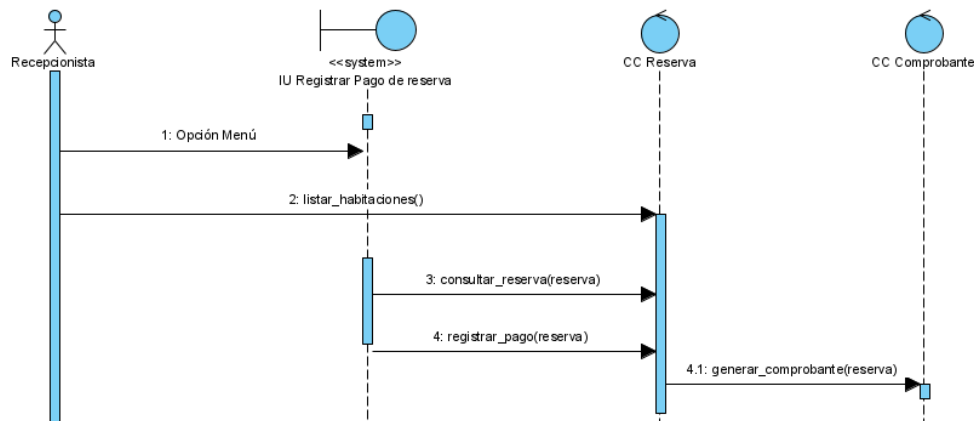 Recepcionista
<<system>>
IU Registrar Pago de reserva
CC Reserva
CC Comprobante
1: Opción Menú
2: listar_habitaciones()
3: consultar_reserva(reserva)
4: registrar_pago(reserva)
4.1: generar_comprobante(reserva)